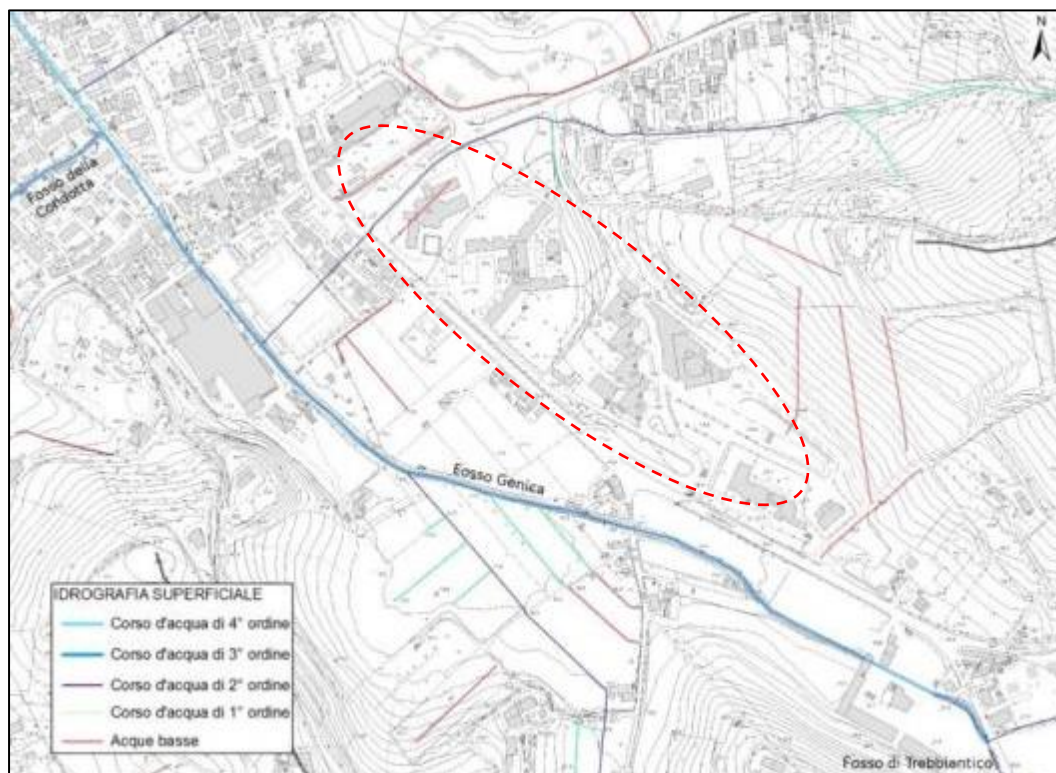 N
Fosso della
Condotta
Fosso Genica
IDROGRAFIA SUPERFICIALE
Corso d'acqua di 4° ordine
Corso d'acqua di 3° ordine
Corso d'acqua di 2° ordine
Corso d'acqua di 1° ordine
Acque basse
Fosso di Trebbiantico